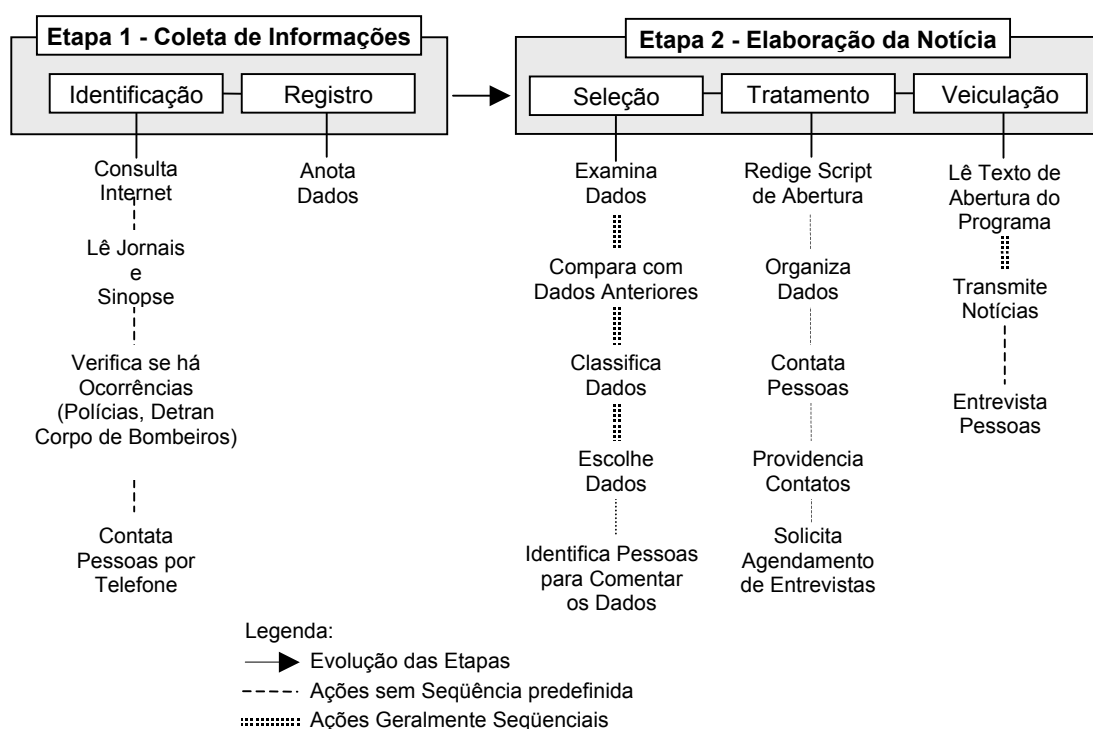 Etapa 1 - Coleta de Informações
Identificação
Registro
Consulta
Internet
Lê Jornais
e
Sinopse
Verifica se há
Ocorrências
(Polícias, Detran
Corpo de Bombeiros)
Contata
Pessoas por
Telefone
Anota
Dados
Etapa 2 - Elaboração da Notícia
Seleção
Tratamento
Veiculação
Examina
Dados
Compara com
Dados Anteriores
Classifica
Dados
Escolhe
Dados
Identifica Pessoas
para Comentar
os Dados
Redige Script
de Abertura
Organiza
Dados
Contata
Pessoas
Providencia
Contatos
Solicita
Agendamento
de Entrevistas
Lê Texto de
Abertura do
Programa
Transmite
Notícias
Entrevista
Pessoas
Legenda:
Evolução das Etapas
Ações sem Seqüência predefinida
Ações Geralmente Seqüenciais